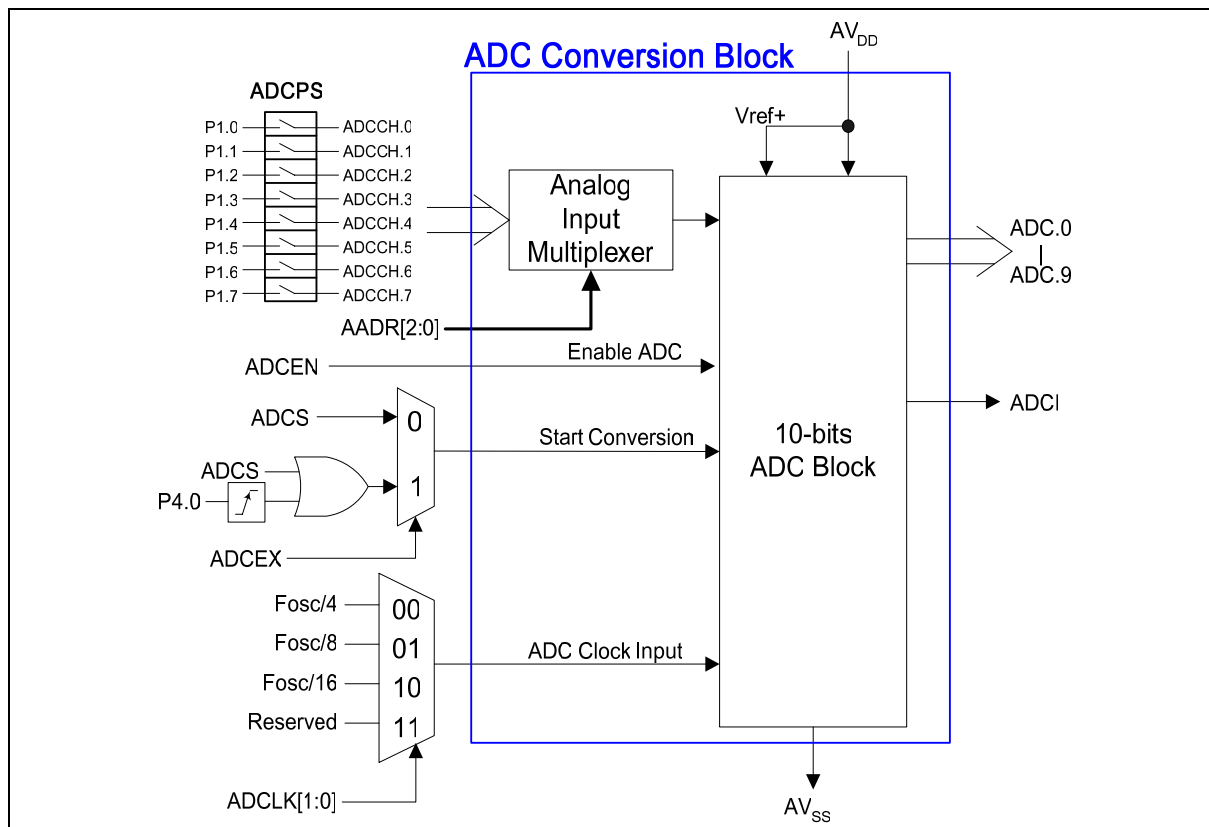 AV_DD
ADC Conversion Block
ADCPS
Vref+
P1.0 ADCCH.0
P1.1 ADCCH.1
P1.2 ADCCH.2
P1.3 ADCCH.3
P1.4 ADCCH.4
P1.5 ADCCH.5
P1.6 ADCCH.6
P1.7 ADCCH.7
Analog
Input
Multiplexer
ADC.0
ADC.9
AADR[2:0]
Enable ADC
ADCEN
ADCS
0
Start Conversion
ADCI
10-bits
ADC Block
ADCS
1
P4.0
ADCEX
Fosc/4 00
Fosc/8 01
ADC Clock Input
Fosc/16 10
Reserved 11
ADCLK[1:0]
AV_SS